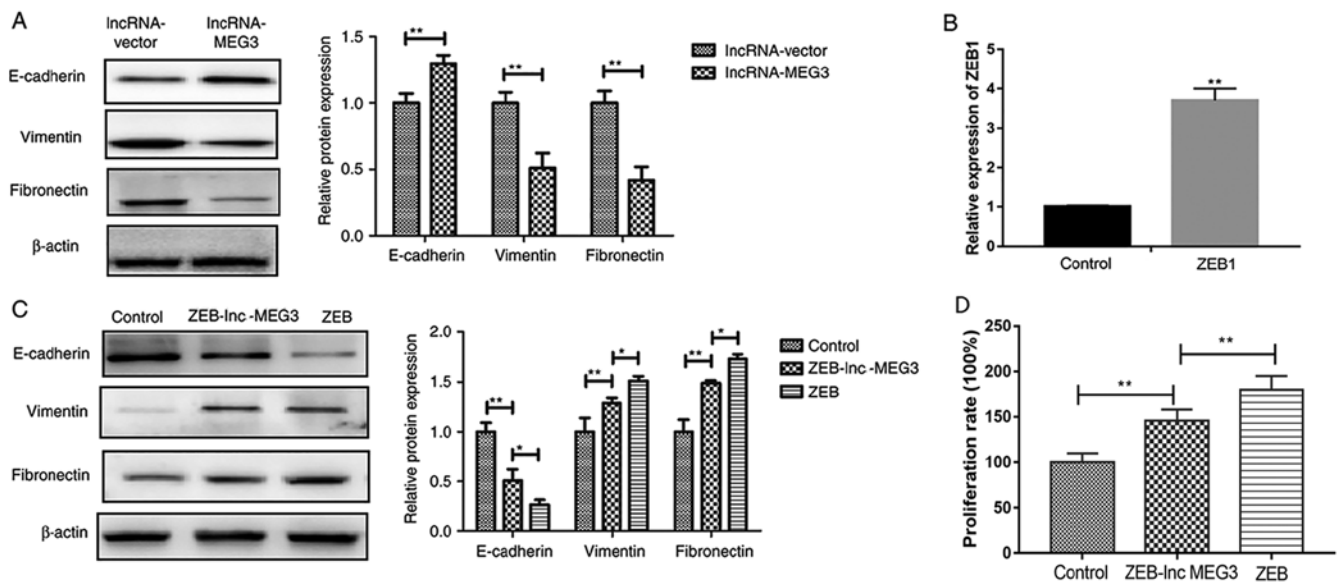 A
lncRNA-vector
lncRNA-MEG3
E-cadherin
Vimentin
Fibronectin
β-actin
Relative protein expression
1.5
1.0
0.5
0.0
**
**
**
E-cadherin
Vimentin
Fibronectin
lncRNA-vector
lncRNA-MEG3
B
Relative expression of ZEB1
5
4
2
1
0
**
Control
ZEB1
C
Control
ZEB-lnc -MEG3
ZEB
E-cadherin
Vimentin
Fibronectin
β-actin
Relative protein expression
2.0
1.5
1.0
0.5
0.0
**
*
**
*
**
*
E-cadherin
Vimentin
Fibronectin
Control
ZEB-lnc -MEG3
ZEB
D
Proliferation rate (100%)
250
200
150
100
50
0
**
**
Control
ZEB-lnc MEG3
ZEB